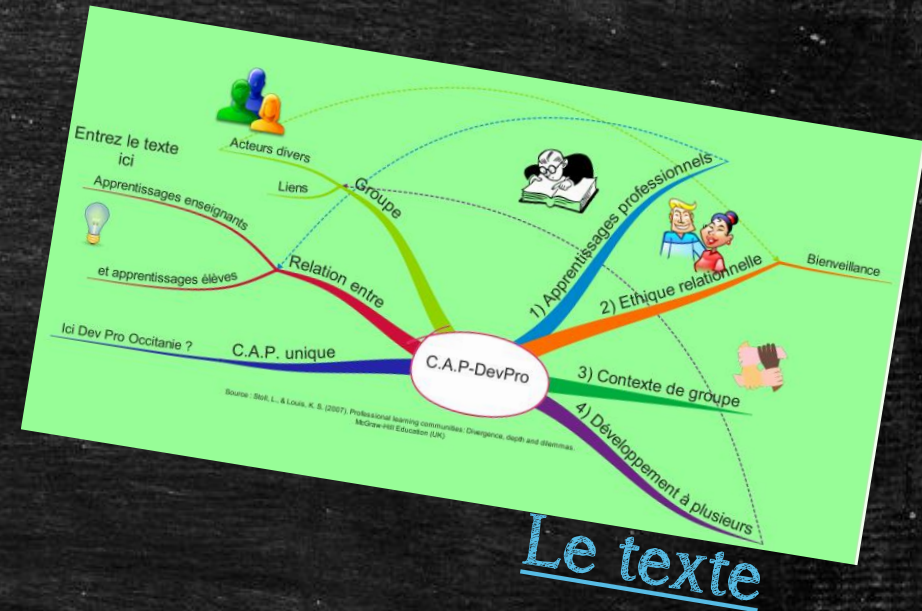 Entrez le texte
ici
Acteurs divers
Liens
Groupe
Apprentissages enseignants
et apprentissages élèves
Relation entre
Ici Dev Pro Occitanie ?
C.A.P. unique
C.A.P-DevPro
1) Apprentissages professionnels
2) Ethique relationnelle
Bienveillance
3) Contexte de groupe
4) Développement à plusieurs
Source : Stoll, L., & Louis, K. S. (2007). Professional learning communities: Divergence, depth and dilemmas.
McGraw-Hill Education (UK)
Le texte